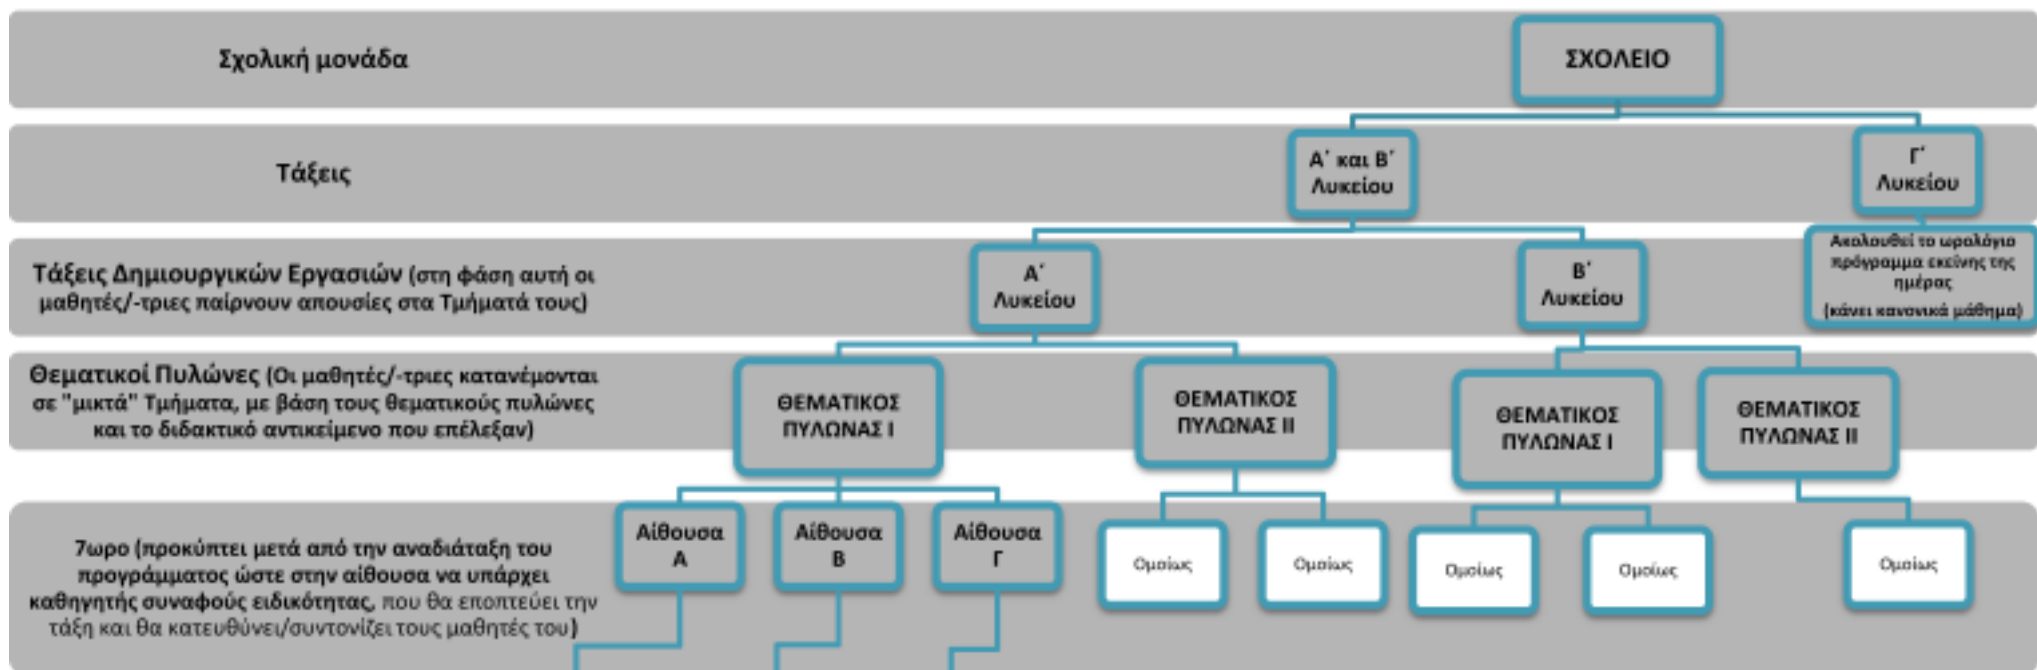 Σχολική μονάδα
ΣΧΟΛΕΙΟ
Τάξεις
Α΄ και Β΄
Λυκείου
Γ΄
Λυκείου
Τάξεις Δημιουργικών Εργασιών (στη φάση αυτή οι
μαθητές/-τριες παίρνουν απουσίες στα Τμήματά τους)
Α΄
Λυκείου
Β΄
Λυκείου
Ακολουθεί το ωρολόγιο
πρόγραμμα εκείνης της
ημέρας
(κάνει κανονικά μάθημα)
Θεματικοί Πυλώνες (Οι μαθητές/-τριες κατανέμονται
σε "μικτά" Τμήματα, με βάση τους θεματικούς πυλώνες
και το διδακτικό αντικείμενο που επέλεξαν)
ΘΕΜΑΤΙΚΟΣ
ΠΥΛΩΝΑΣ Ι
ΘΕΜΑΤΙΚΟΣ
ΠΥΛΩΝΑΣ ΙΙ
ΘΕΜΑΤΙΚΟΣ
ΠΥΛΩΝΑΣ Ι
ΘΕΜΑΤΙΚΟΣ
ΠΥΛΩΝΑΣ ΙΙ
7ωρο (προκύπτει μετά από την αναδιάταξη του
προγράμματος ώστε στην αίθουσα να υπάρχει
καθηγητής συναφούς ειδικότητας, που θα εποπτεύει την
τάξη και θα κατευθύνει/συντονίζει τους μαθητές του)
Αίθουσα
Α
Αίθουσα
Β
Αίθουσα
Γ
Ομοίως
Ομοίως
Ομοίως
Ομοίως
Ομοίως